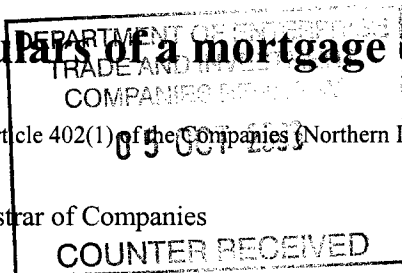 DEPARTMENT OF ENTERPRISE
ulars of a mortgage
TRADE AND
COMPANIES
rticle 402(1) of the Companies (Northern I
05 OCT
strar of Companies
COUNTER RECEIVED